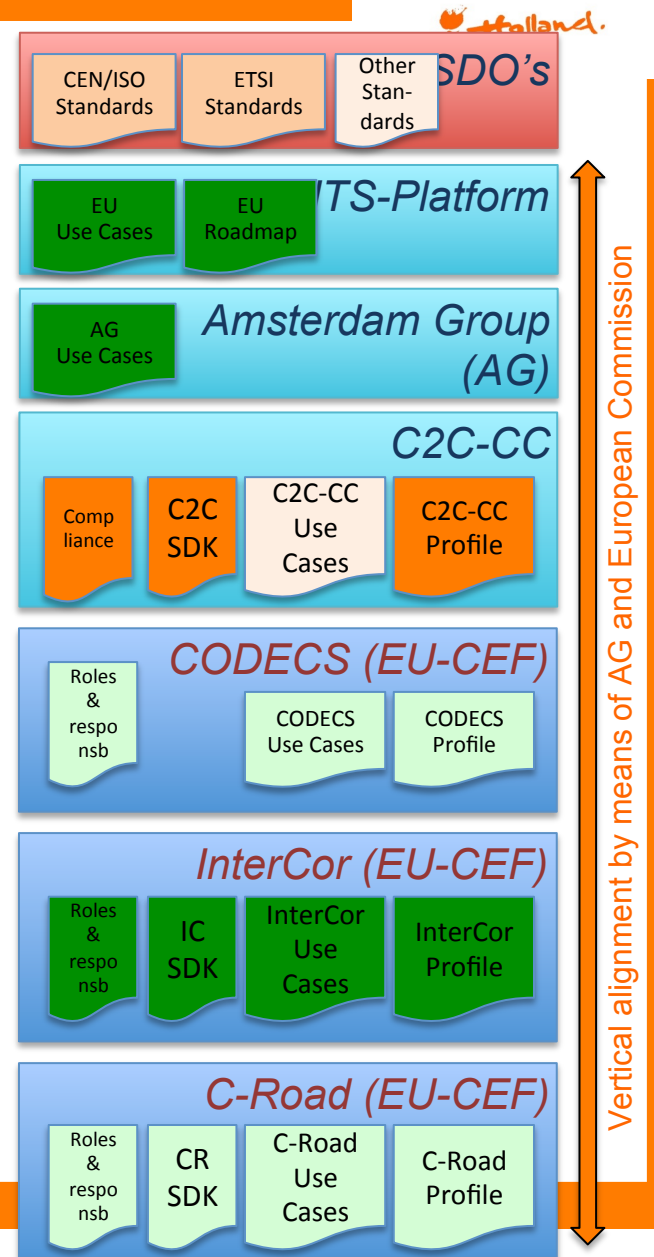 Holland.
SDO's
CEN/ISO
Standards
ETSI
Standards
Other
Stan-
dards
ITS-Platform
EU
Use Cases
EU
Roadmap
Amsterdam Group
(AG)
AG
Use Cases
C2C-CC
Comp
liance
C2C
SDK
C2C-CC
Use
Cases
C2C-CC
Profile
CODECS (EU-CEF)
Roles
&
respo
nsb
CODECS
Use Cases
CODECS
Profile
InterCor (EU-CEF)
Roles
&
respo
nsb
IC
SDK
InterCor
Use
Cases
InterCor
Profile
C-Road (EU-CEF)
Roles
&
respo
nsb
CR
SDK
C-Road
Use
Cases
C-Road
Profile
Vertical alignment by means of AG and European Commission